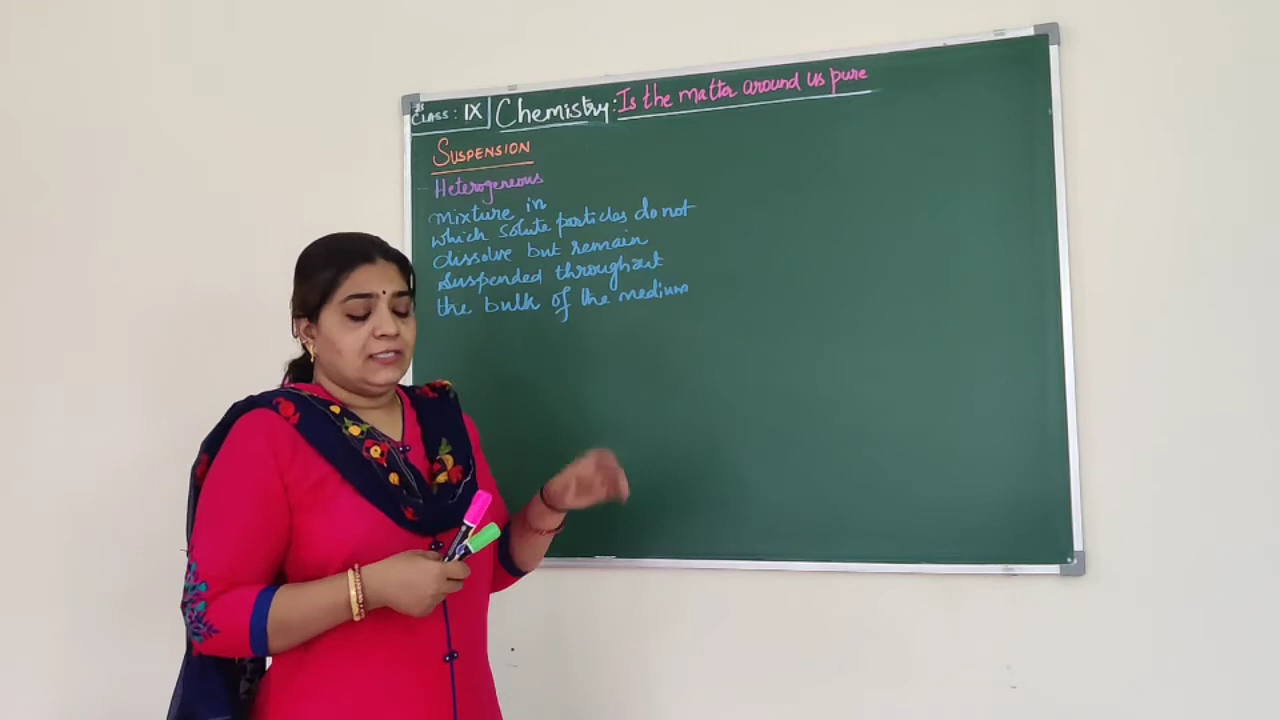 CLASS: IX Chemistry: Is the matter around us pure
SUSPENSION
Heterogeneous
mixture in
which solute particles do not
dissolve but remain
suspended throughout
the bulk of the medium